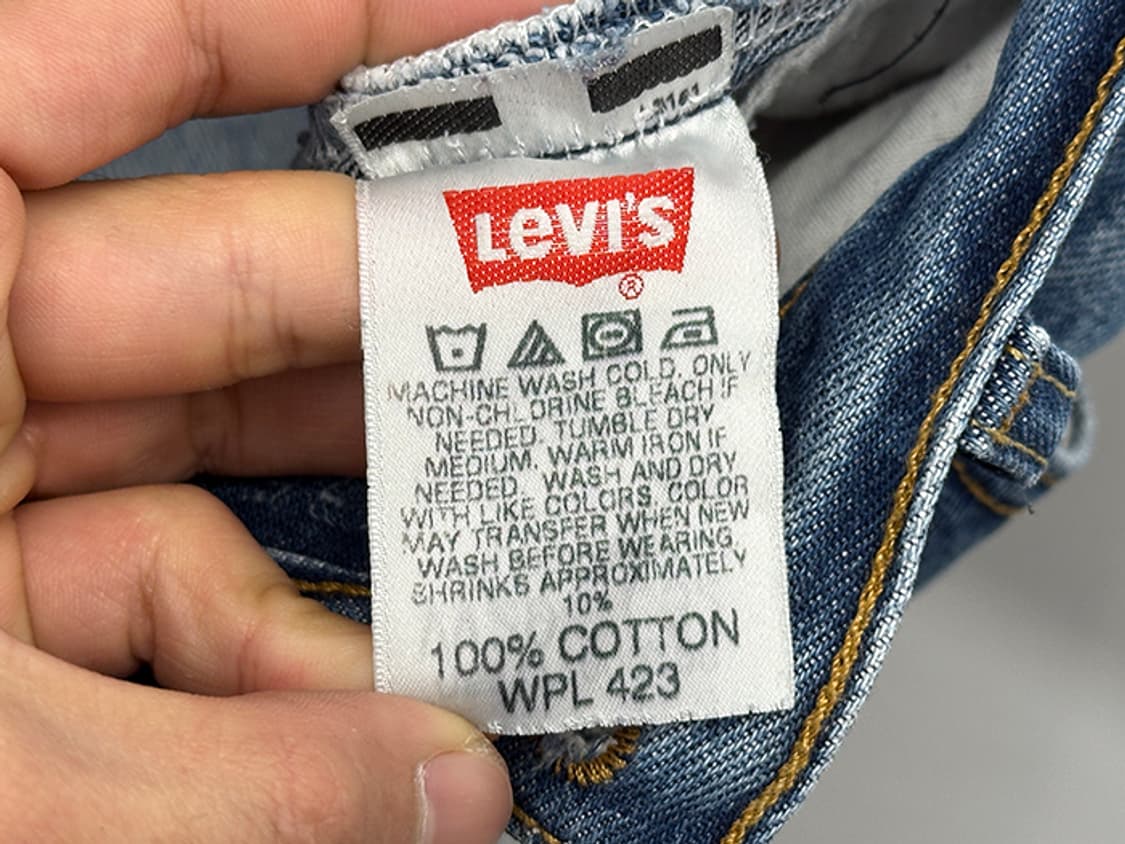 LEVI'S
®
MACHINE WASH COLD, ONLY
NON-CHLORINE BLEACH IF
NEEDED. TUMBLE DRY
MEDIUM, WARM IRON IF
NEEDED. WASH AND DRY
WITH LIKE COLORS. COLOR
MAY TRANSFER WHEN NEW
WASH BEFORE WEARING.
SHRINKS APPROXIMATELY
10%
100% COTTON
WPL 423